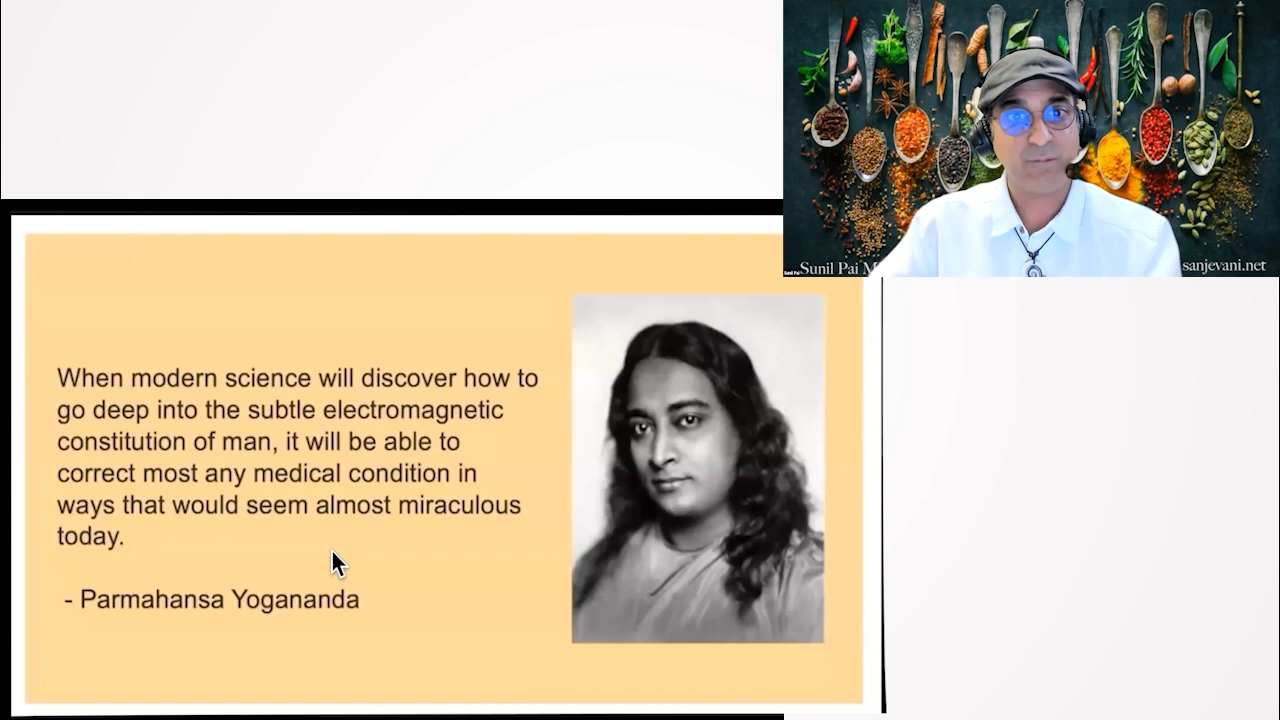 When modern science will discover how to
go deep into the subtle electromagnetic
constitution of man, it will be able to
correct most any medical condition in
ways that would seem almost miraculous
today.
- Parmahansa Yogananda
Sunil Pai M
sanjevani.net
Sunil Pai